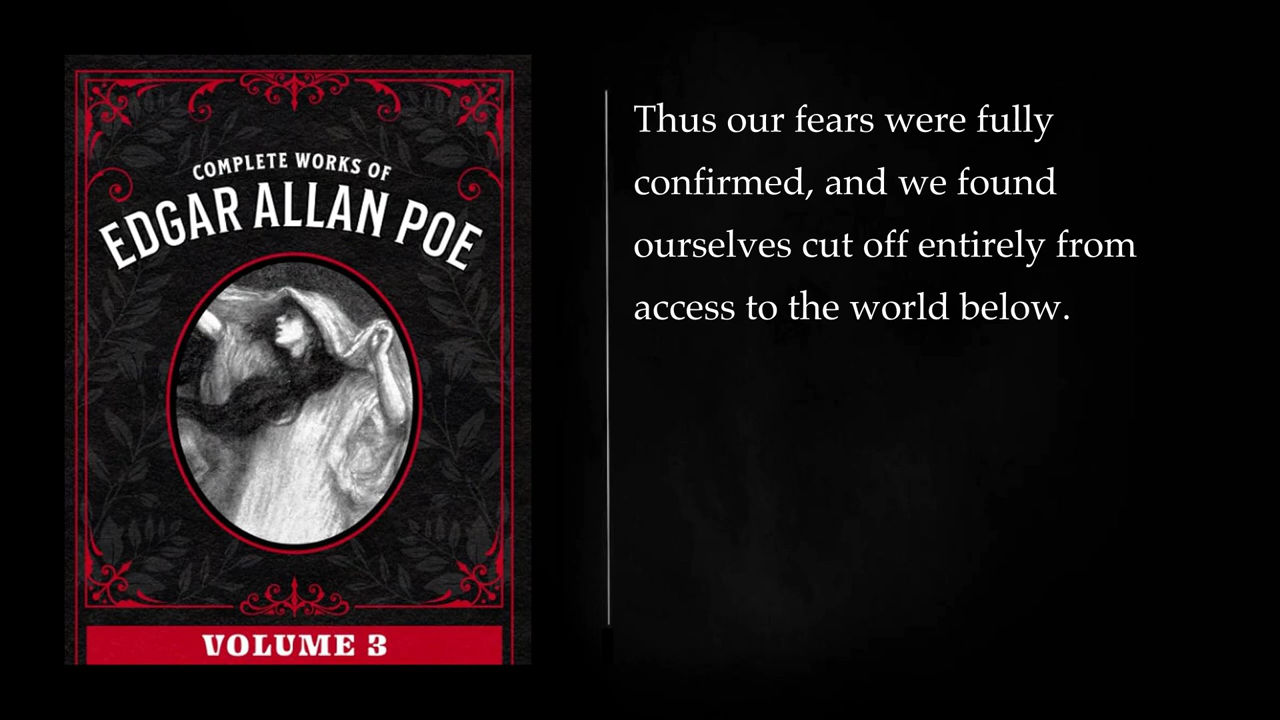 COMPLETE WORKS OF
EDGAR ALLAN POE
VOLUME 3
Thus our fears were fully
confirmed, and we found
ourselves cut off entirely from
access to the world below.